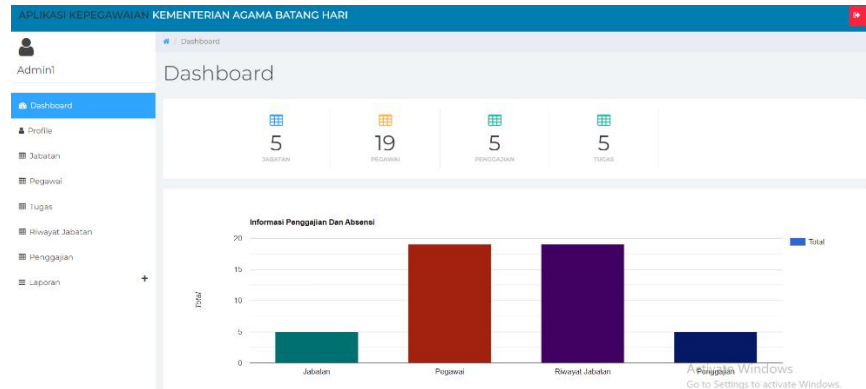 APLIKASI KEPEGAWAIAN KEMENTERIAN AGAMA BATANG HARI
/ Dashboard
Admin1
Dashboard
Dashboard
Profile
Jabatan
Pegawai
Tugas
Riwayat Jabatan
Penggajian
Laporan +
5
JABATAN
19
PEGAWAI
5
PENGGAJIAN
5
TUGAS
Informasi Penggajian Dan Absensi
Total
20
15
10
5
0
Total
Jabatan
Pegawai
Riwayat Jabatan
Penggajian
Activate Windows
Go to Settings to activate Windows.